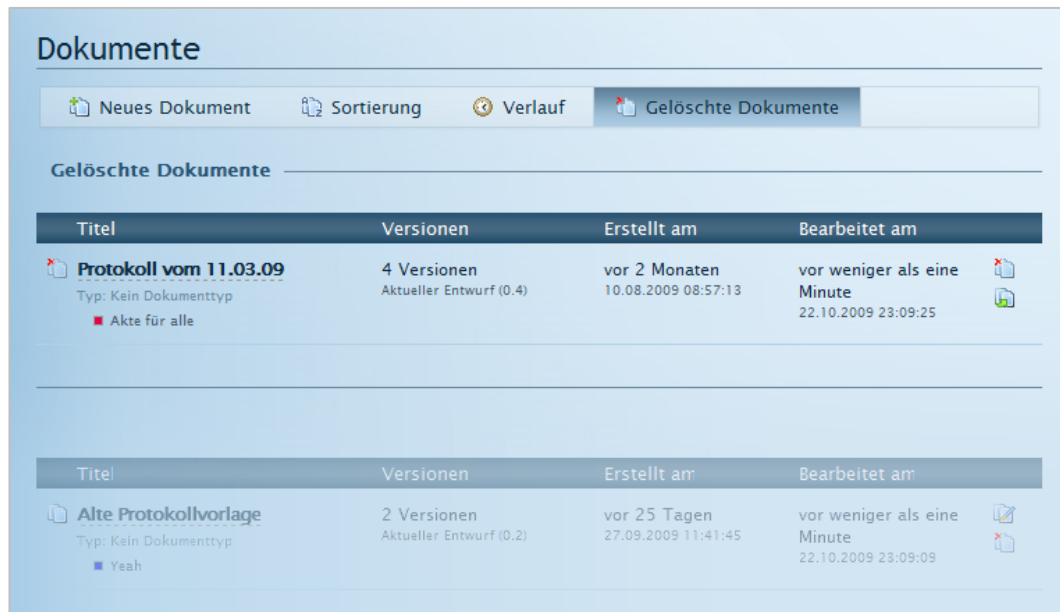 Dokumente
Neues Dokument Sortierung Verlauf Gelöschte Dokumente
Gelöschte Dokumente
Titel Versionen Erstellt am Bearbeitet am
Protokoll vom 11.03.09 4 Versionen vor 2 Monaten vor weniger als eine
Typ: Kein Dokumenttyp Aktueller Entwurf (0.4) 10.08.2009 08:57:13 Minute
Akte für alle 22.10.2009 23:09:25
Titel Versionen Erstellt am Bearbeitet am
Alte Protokollvorlage 2 Versionen vor 25 Tagen vor weniger als eine
Typ: Kein Dokumenttyp Aktueller Entwurf (0.2) 27.09.2009 11:41:45 Minute
Yeah 22.10.2009 23:09:09